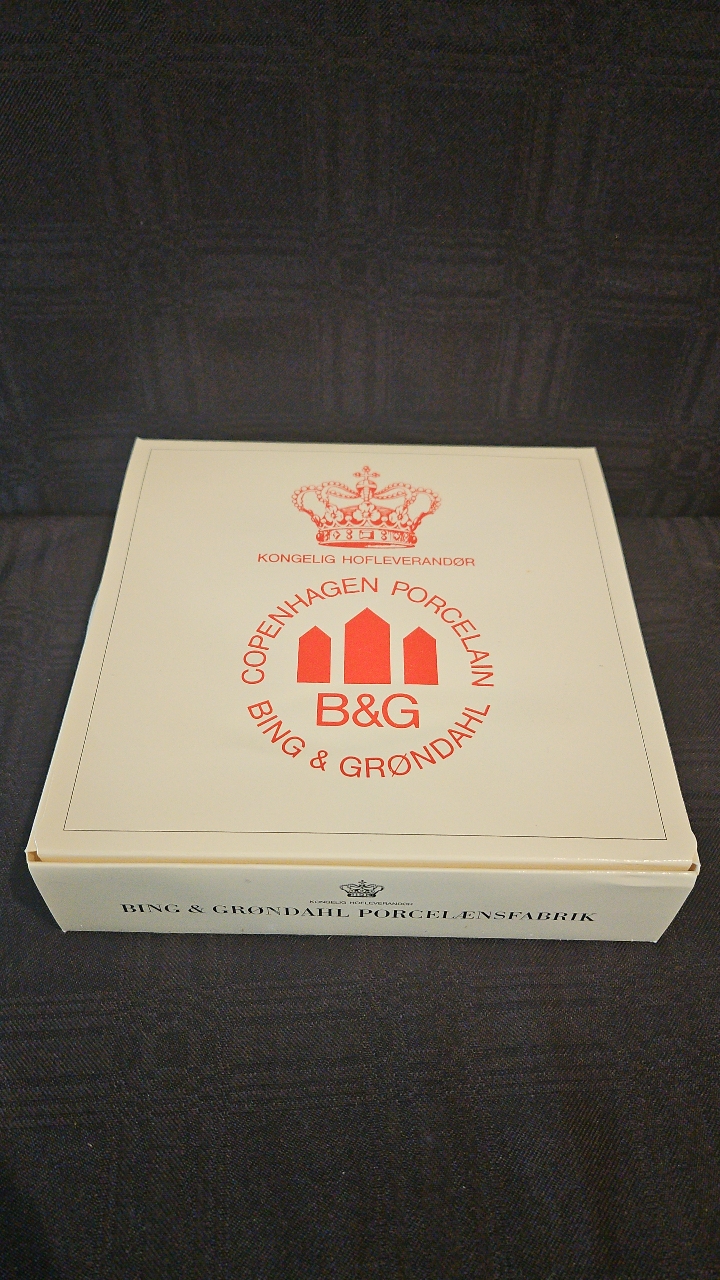 KONGELIG HOFLEVERANDØR
COPENHAGEN PORCELAIN
B&G
BING & GRØNDAHL
KONGELIG HOFLEVERANDØR
BING & GRØNDAHL PORCELÆNSFABRIK